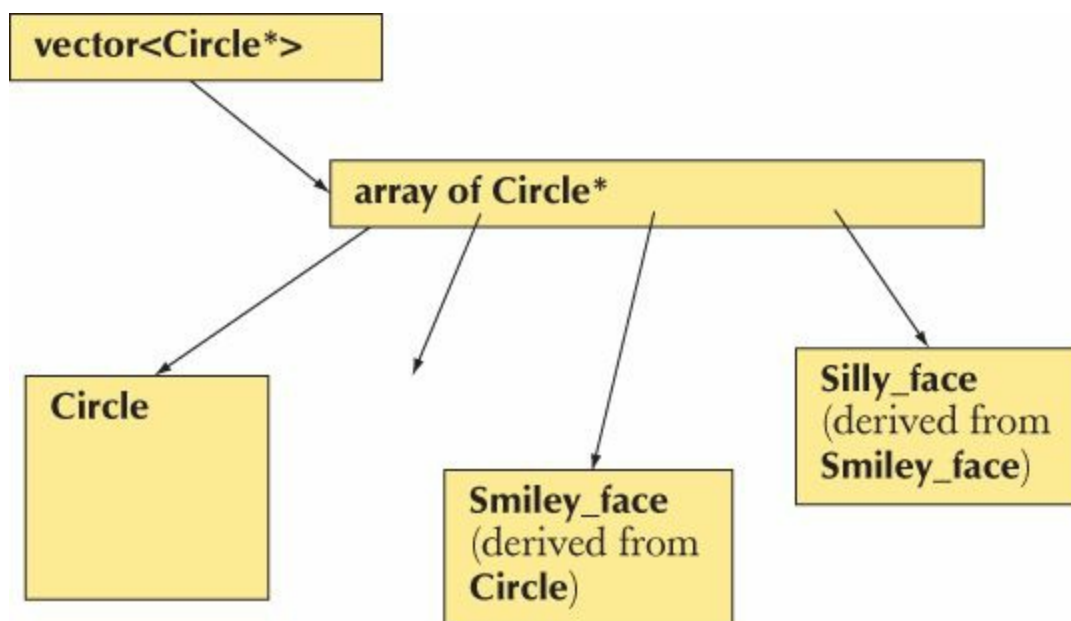 vector<Circle*>
array of Circle*
Circle
Smiley_face
(derived from
Circle)
Silly_face
(derived from
Smiley_face)